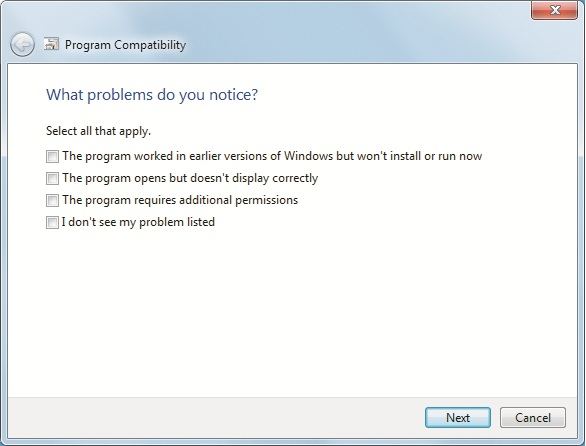 Program Compatibility
What problems do you notice?
Select all that apply.
The program worked in earlier versions of Windows but won't install or run now
The program opens but doesn't display correctly
The program requires additional permissions
I don't see my problem listed
Next
Cancel